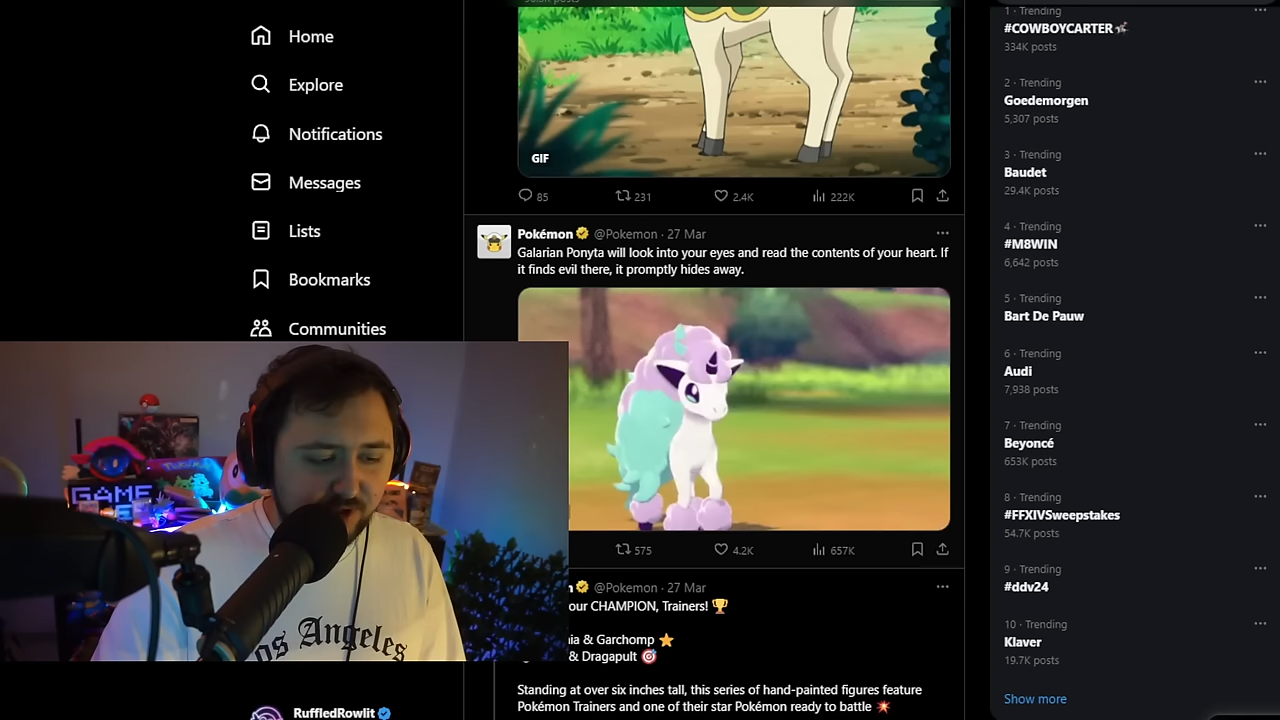 Home
Explore
Notifications
Messages
Lists
Bookmarks
Communities
GAME
os Angeles
RuffledRowlit
GIF
85 231 2.4K 222K
Pokémon @Pokemon · 27 Mar
Galarian Ponyta will look into your eyes and read the contents of your heart. If
it finds evil there, it promptly hides away.
575 4.2K 657K
n @Pokemon · 27 Mar
our CHAMPION, Trainers! 🏆
ia & Garchomp ⭐
& Dragapult 🎯
Standing at over six inches tall, this series of hand-painted figures feature
Pokémon Trainers and one of their star Pokémon ready to battle 💥
1 · Trending
#COWBOYCARTER
334K posts
2 · Trending
Goedemorgen
5,307 posts
3 · Trending
Baudet
29.4K posts
4 · Trending
#M8WIN
6,642 posts
5 · Trending
Bart De Pauw
6 · Trending
Audi
7,938 posts
7 · Trending
Beyoncé
653K posts
8 · Trending
#FFXIVSweepstakes
54.7K posts
9 · Trending
#ddv24
10 · Trending
Klaver
19.7K posts
Show more